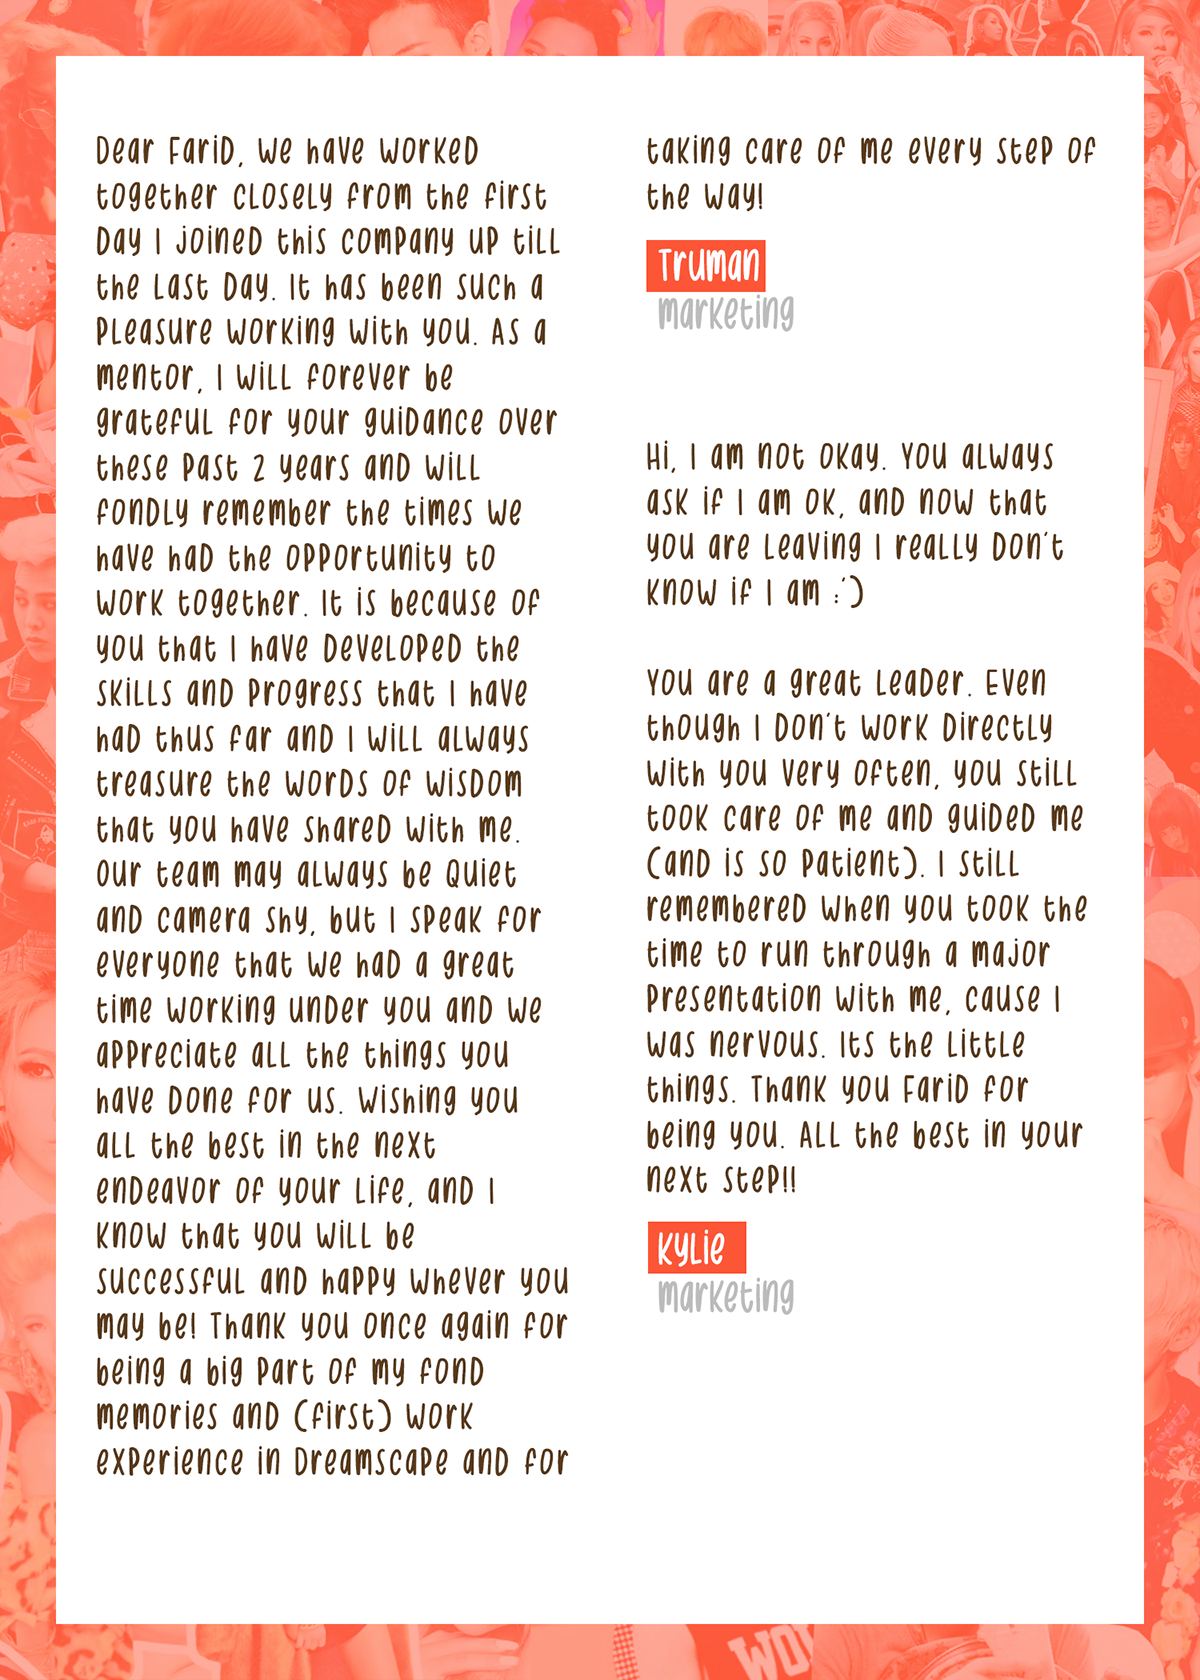 Dear Farid, we have worked
together closely from the first
day I joined this company up till
the last day. It has been such a
pleasure working with you. As a
mentor, I will forever be
grateful for your guidance over
these past 2 years and will
fondly remember the times we
have had the opportunity to
work together. It is because of
you that I have developed the
skills and progress that I have
had thus far and I will always
treasure the words of wisdom
that you have shared with me.
Our team may always be quiet
and camera shy, but I speak for
everyone that we had a great
time working under you and we
appreciate all the things you
have done for us. Wishing you
all the best in the next
endeavor of your life, and I
know that you will be
successful and happy whever you
may be! Thank you once again for
being a big part of my fond
memories and (first) work
experience in Dreamscape and for
taking care of me every step of
the way!
Truman
marketing
Hi, I am not okay. You always
ask if I am ok, and now that
you are leaving I really don't
know if I am :')
You are a great leader. Even
though I don't work directly
with you very often, you still
took care of me and guided me
(and is so patient). I still
remembered when you took the
time to run through a major
presentation with me, cause I
was nervous. Its the little
things. Thank you Farid for
being you. All the best in your
next step!!
Kylie
marketing